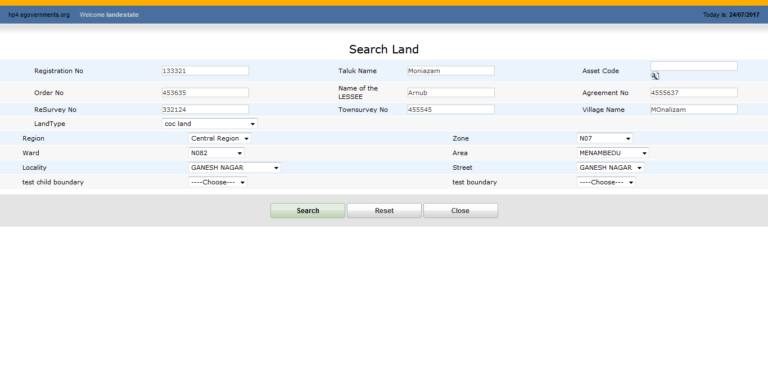 hp4.egovernments.org Welcome landestate Today is: 24/07/2017
Search Land
Registration No 133321 Taluk Name Moniazam Asset Code
Order No 453635 Name of the LESSEE Arnub Agreement No 4555637
ReSurvey No 332124 Townsurvey No 455545 Village Name MOnalizam
LandType coc land
Region Central Region Zone N07
Ward N082 Area MENAMBEDU
Locality GANESH NAGAR Street GANESH NAGAR
test child boundary ----Choose--- test boundary ----Choose---
Search Reset Close